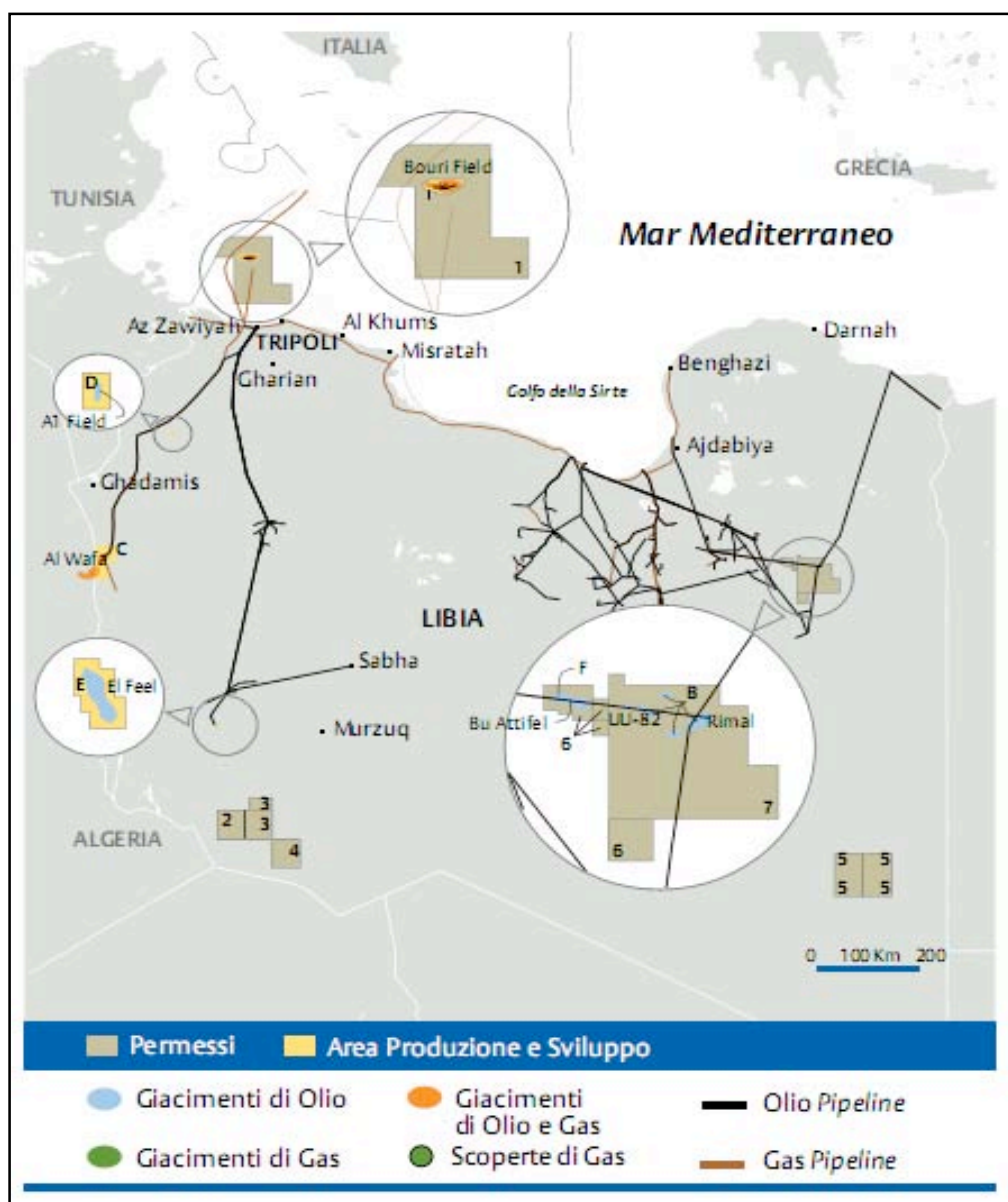 ITALIA
TUNISIA
GRECIA
Mar Mediterraneo
Bouri Field
1
1
Az Zawiyah
TRIPOLI
Al Khums
Misratah
Gharian
Darnah
Benghazi
Golfo della Sirte
Ajdabiya
D
A1 Field
Ghadamis
C
Al Wafa
LIBIA
Sabha
E
El Feel
Murzuq
F
B
Bu Attifel
UU-82
Rimal
6
7
6
ALGERIA
2
3
3
4
5 5
5 5
0 100 Km 200
Permessi
Area Produzione e Sviluppo
Giacimenti di Olio
Giacimenti
di Olio e Gas
Olio Pipeline
Giacimenti di Gas
Scoperte di Gas
Gas Pipeline